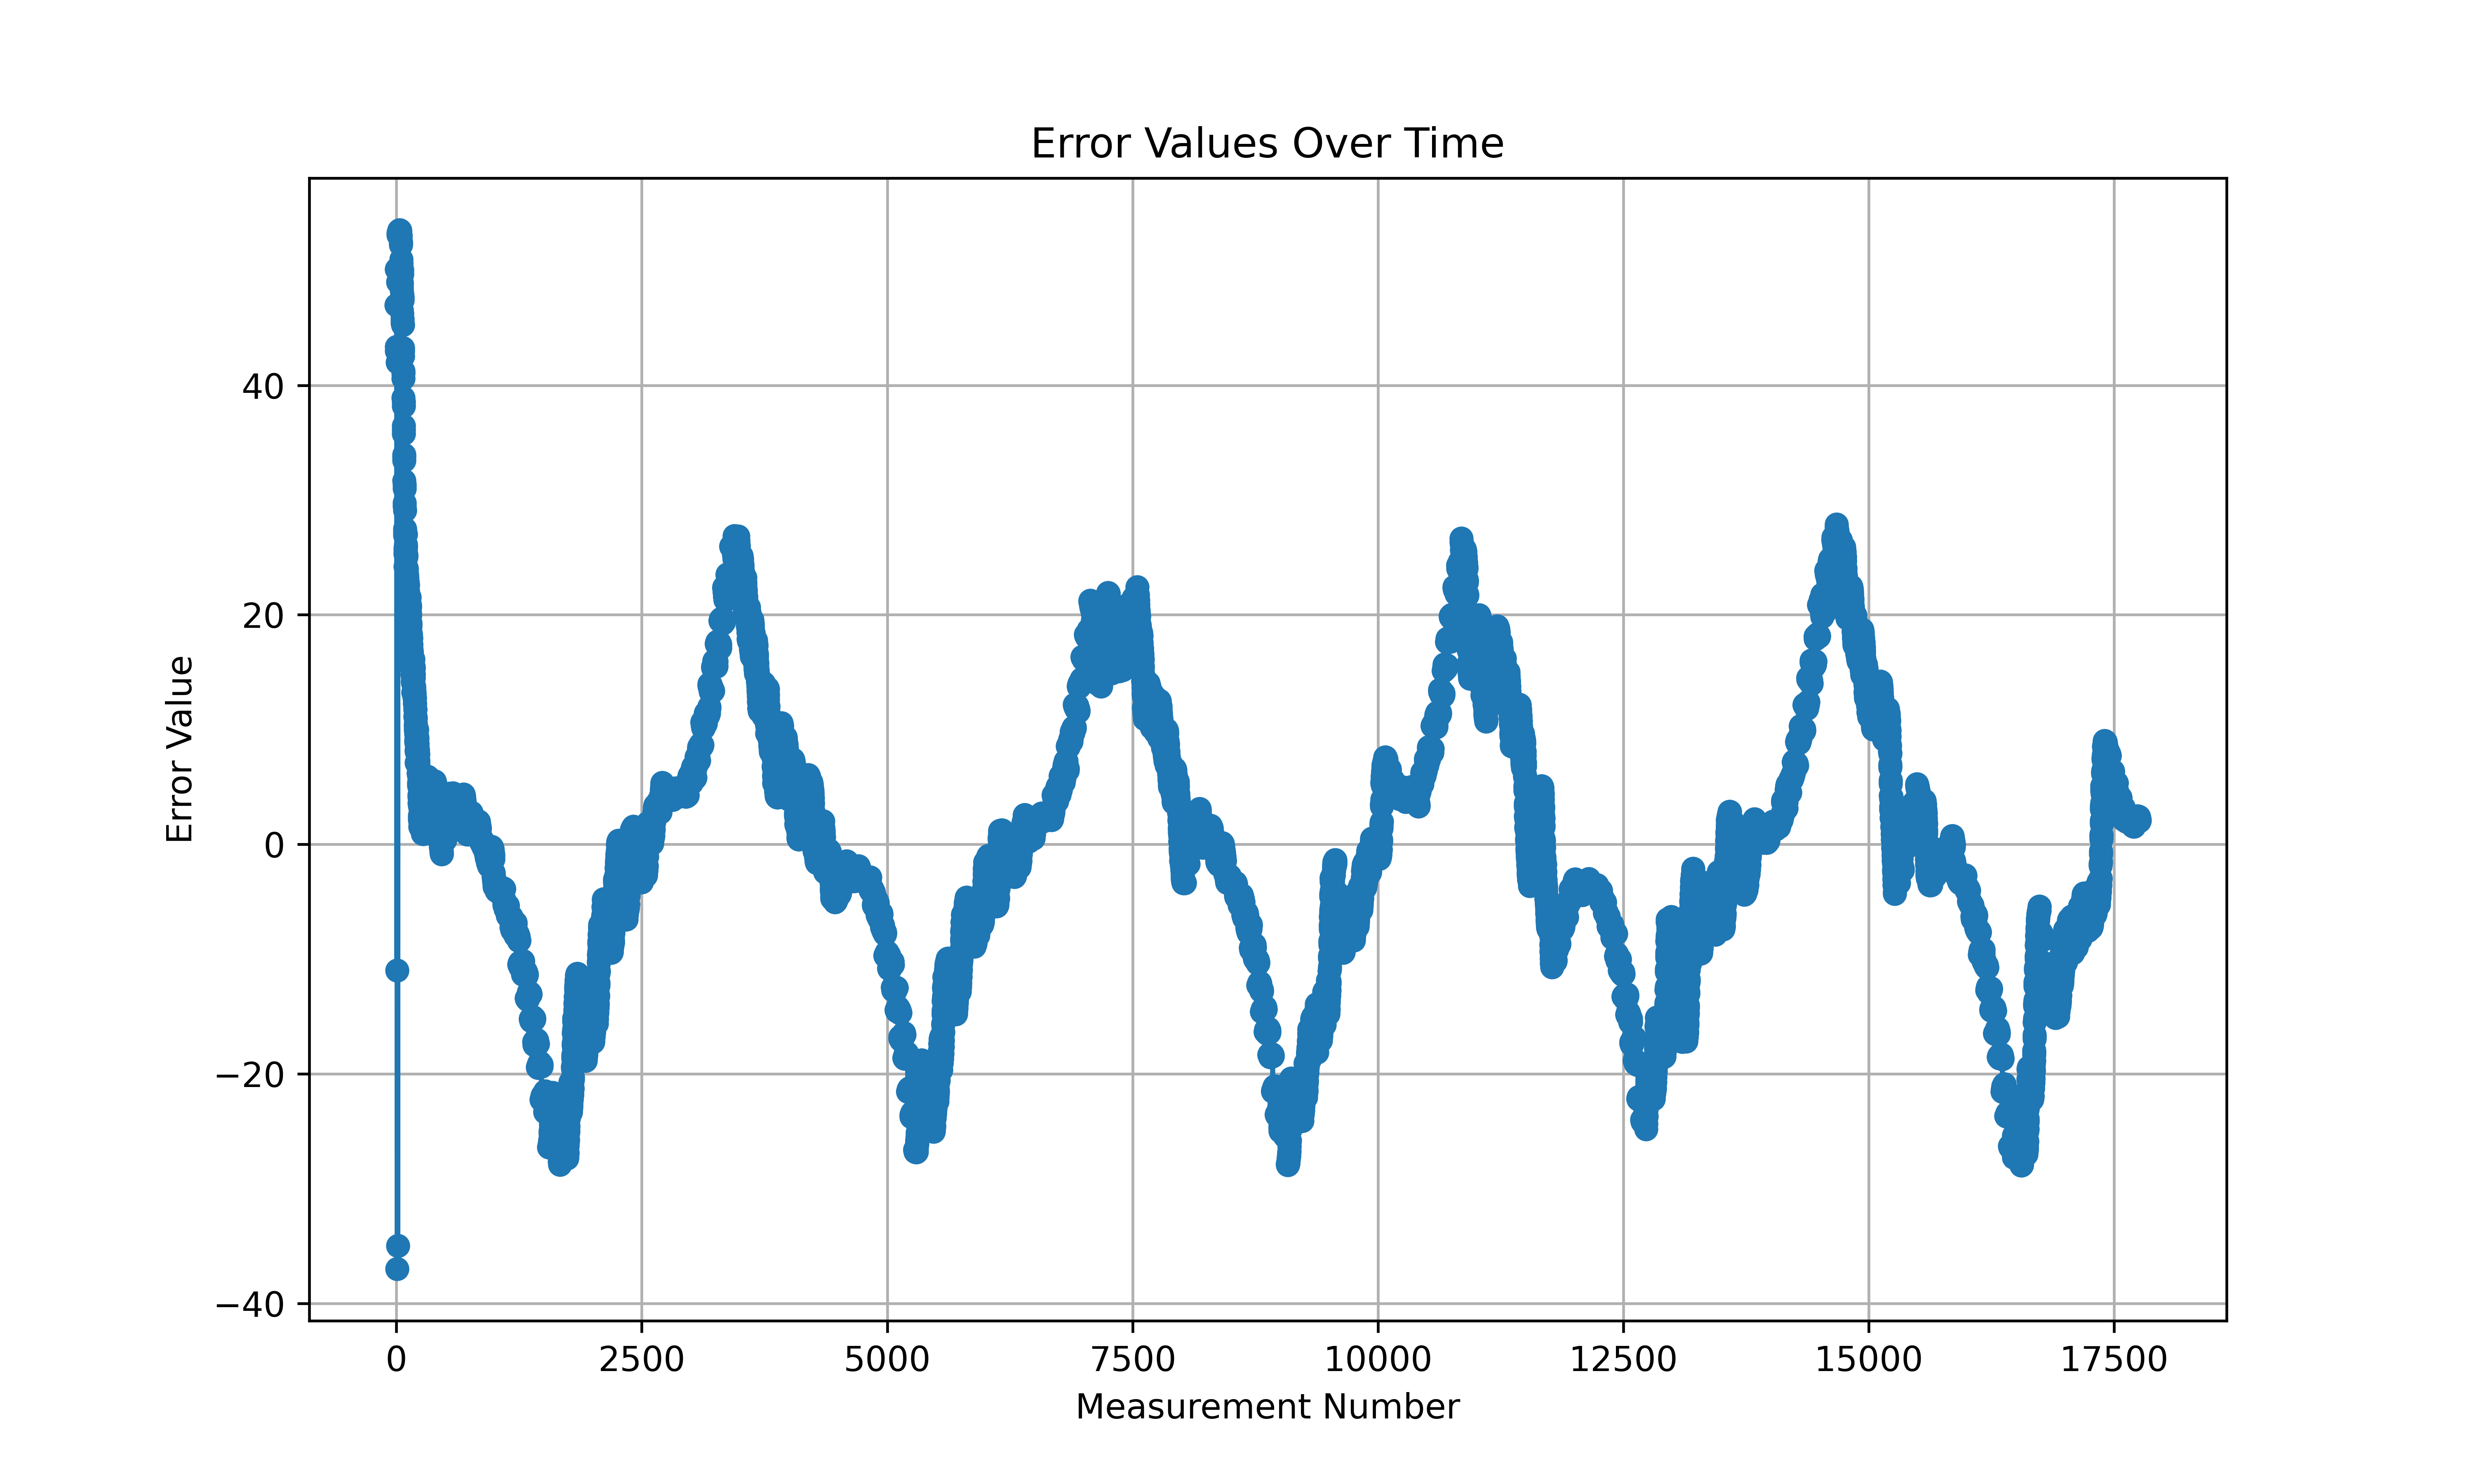 Error Values Over Time
Error Value
40
20
0
−20
−40
0 2500 5000 7500 10000 12500 15000 17500
Measurement Number